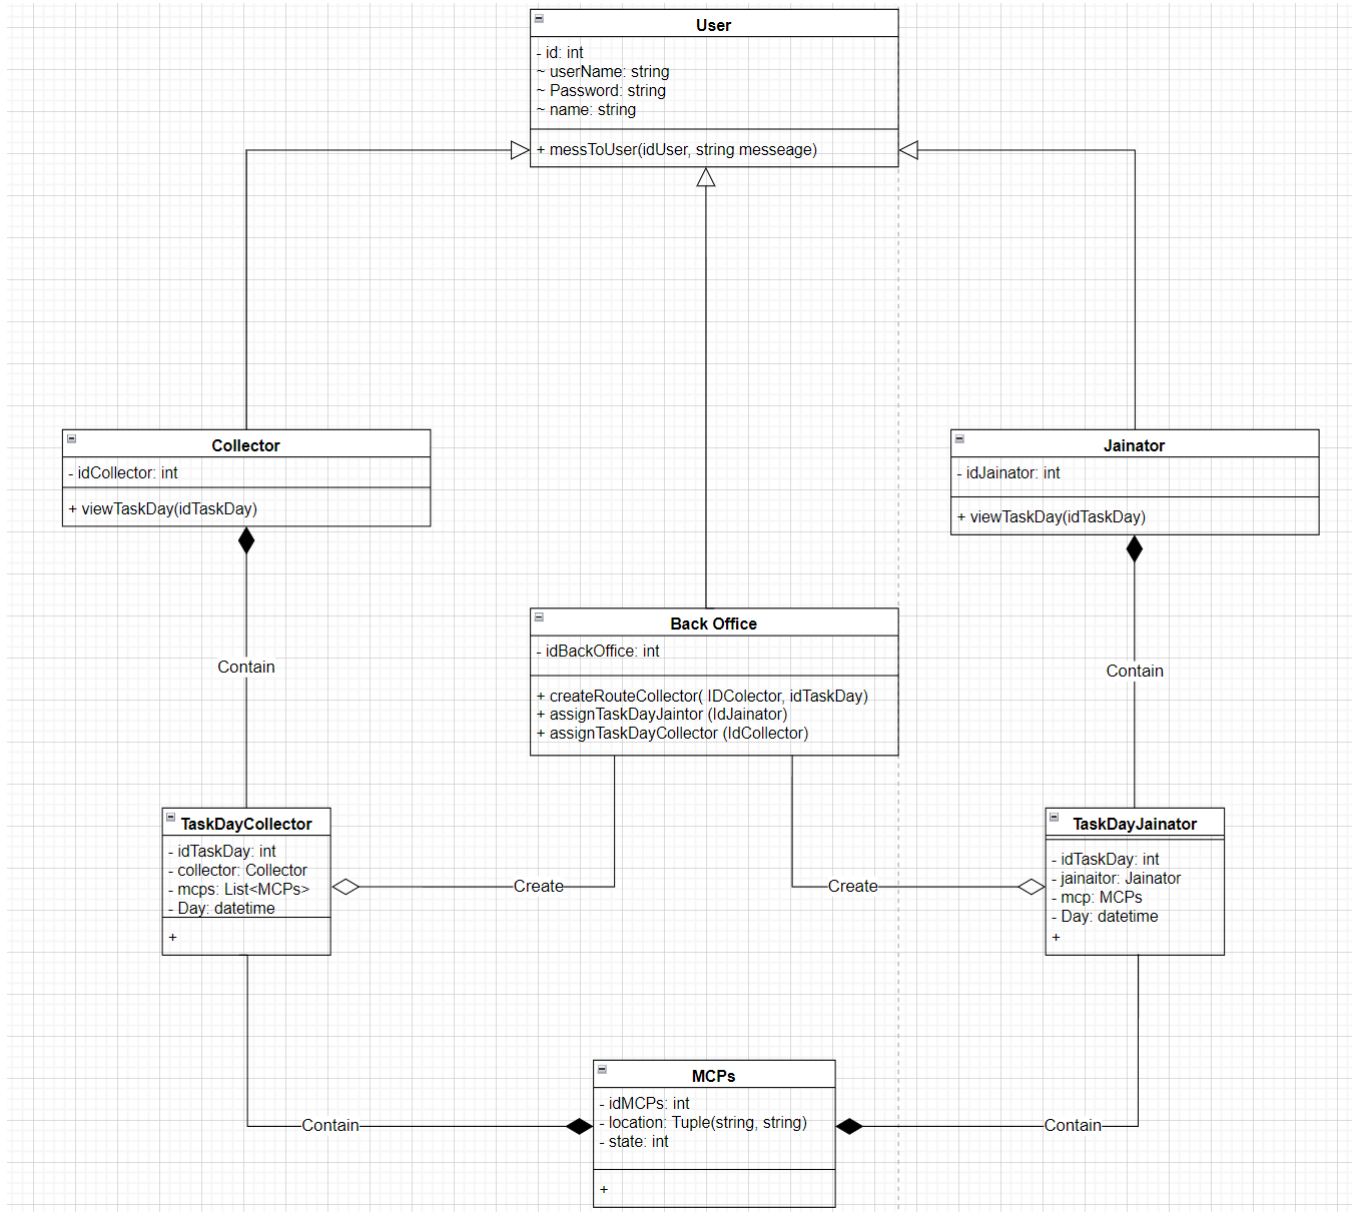 User
- id: int
~ userName: string
~ Password: string
~ name: string
+ messToUser(idUser, string messeage)
Collector
- idCollector: int
+ viewTaskDay(idTaskDay)
Jainator
- idJainator: int
+ viewTaskDay(idTaskDay)
Contain
Contain
Back Office
- idBackOffice: int
+ createRouteCollector( IDColector, idTaskDay)
+ assignTaskDayJaintor (IdJainator)
+ assignTaskDayCollector (IdCollector)
TaskDayCollector
- idTaskDay: int
- collector: Collector
- mcps: List<MCPs>
- Day: datetime
+
Create
Create
TaskDayJainator
- idTaskDay: int
- jainaitor: Jainator
- mcp: MCPs
- Day: datetime
+
MCPs
- idMCPs: int
- location: Tuple(string, string)
- state: int
+
Contain
Contain